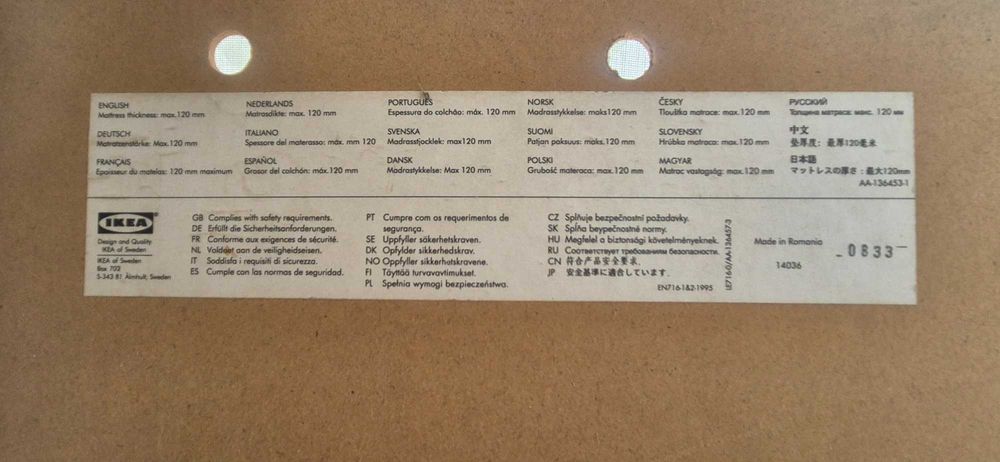 ENGLISH
Mattress thickness: max.120 mm
NEDERLANDS
Matrasdikte: max. 120 mm
PORTUGUÊS
Espessura do colchão: máx. 120 mm
NORSK
Madrasstykkelse: maks120 mm
ČESKY
Tloušťka matrace: max.120 mm
РУССКИЙ
Толщина матраса: макс. 120 мм
DEUTSCH
Matratzenstärke: Max.120 mm
ITALIANO
Spessore del materasso: máx. mm 120
SVENSKA
Madrasstjocklek: max120 mm
SUOMI
Patjan paksuus: maks.120 mm
SLOVENSKY
Hrúbka matraca: max.120 mm
中文
垫厚度: 最厚120毫米
FRANÇAIS
Epaisseur du matelas: 120 mm maximum
ESPAÑOL
Grosor del colchón: máx.120 mm
DANSK
Madrastykkelse: Max 120 mm
POLSKI
Grubość materaca: max.120 mm
MAGYAR
Matrac vastagság: max.120 mm
日本語
マットレスの厚さ: 最大120mm
AA-136453-1
IKEA
Design and Quality
IKEA of Sweden
IKEA of Sweden
Box 702
S-343 81 Älmhult, Sweden
GB Complies with safety requirements.
DE Erfüllt die Sicherheitsanforderungen.
FR Conforme aux exigences de sécurité.
NL Voldoet aan de veiligheidseisen.
IT Soddisfa i requisiti di sicurezza.
ES Cumple con las normas de seguridad.
PT Cumpre com os requerimentos de
segurança.
SE Uppfyller säkerhetskraven.
DK Opfylder sikkerhedskrav.
NO Oppfyller sikkerhetskravene.
FI Täyttää turvavaatimukset.
PL Spełnia wymogi bezpieczeństwa.
CZ Splňuje bezpečnostní požadavky.
SK Spĺňa beypečnostné normy.
HU Megfelel a biztonsági követelményeknek.
RU Соответствует требованиям безопасности.
CN 符合产品安全要求.
JP 安全基準に適合しています.
EN716-1&2-1995
LE7160/AA136457-3
Made in Romania
14036
0833